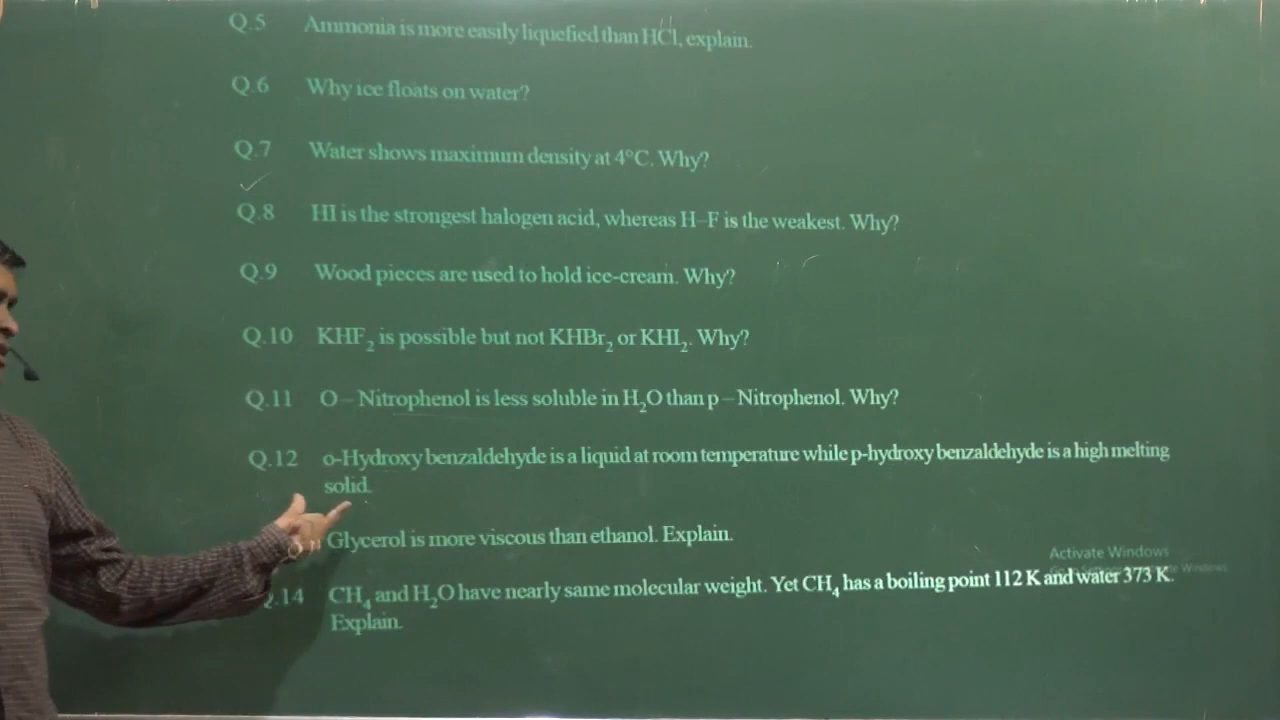 Q.5 Ammonia is more easily liquefied than HCl, explain.
Q.6 Why ice floats on water?
Q.7 Water shows maximum density at 4°C. Why?
Q.8 HI is the strongest halogen acid, whereas H–F is the weakest. Why?
Q.9 Wood pieces are used to hold ice-cream. Why?
Q.10 KHF₂ is possible but not KHBr₂ or KHI₂. Why?
Q.11 O – Nitrophenol is less soluble in H₂O than p – Nitrophenol. Why?
Q.12 o-Hydroxy benzaldehyde is a liquid at room temperature while p-hydroxy benzaldehyde is a high melting
solid.
Glycerol is more viscous than ethanol. Explain.
Activate Windows
.14 CH₄ and H₂O have nearly same molecular weight. Yet CH₄ has a boiling point 112 K and water 373 K.
Explain.